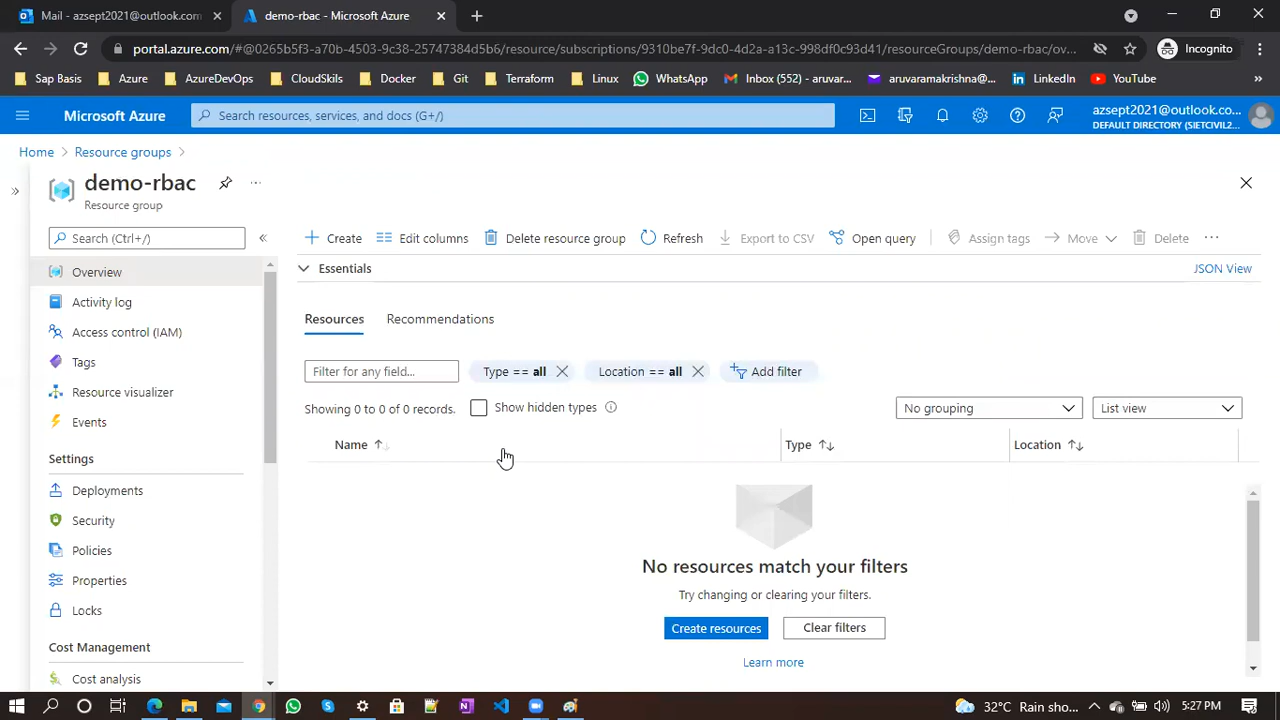 Mail - azsept2021@outlook.com
demo-rbac - Microsoft Azure
portal.azure.com/#@0265b5f3-a70b-4503-9c38-25747384d5b6/resource/subscriptions/9310be7f-9dc0-4d2a-a13c-998df0c93d41/resourceGroups/demo-rbac/ov...
Incognito
Sap Basis
Azure
AzureDevOps
CloudSkils
Docker
Git
Terraform
Linux
WhatsApp
Inbox (552) - aruvar...
aruvaramakrishna@...
LinkedIn
YouTube
»
Microsoft Azure
Search resources, services, and docs (G+/)
azsept2021@outlook.co...
DEFAULT DIRECTORY (SIETCIVIL2...
Home > Resource groups >
demo-rbac
Resource group
Search (Ctrl+/)
Overview
Activity log
Access control (IAM)
Tags
Resource visualizer
Events
Settings
Deployments
Security
Policies
Properties
Locks
Cost Management
Cost analysis
Create
Edit columns
Delete resource group
Refresh
Export to CSV
Open query
Assign tags
Move
Delete
Essentials
JSON View
Resources
Recommendations
Filter for any field...
Type == all
Location == all
Add filter
Showing 0 to 0 of 0 records.
Show hidden types
No grouping
List view
Name
Type
Location
No resources match your filters
Try changing or clearing your filters.
Create resources
Clear filters
Learn more
32°C Rain sho...
5:27 PM